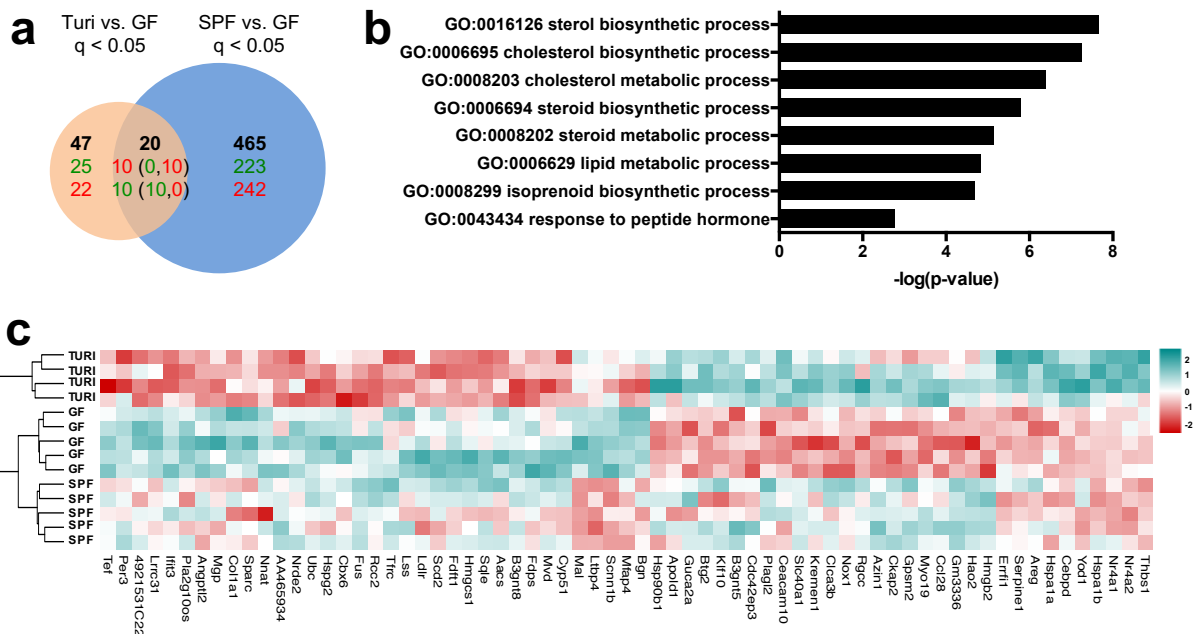 a
Turi vs. GF
q < 0.05
SPF vs. GF
q < 0.05
47 20 465
25 10 (0,10) 223
22 10 (10,0) 242
b
GO:0016126 sterol biosynthetic process
GO:0006695 cholesterol biosynthetic process
GO:0008203 cholesterol metabolic process
GO:0006694 steroid biosynthetic process
GO:0008202 steroid metabolic process
GO:0006629 lipid metabolic process
GO:0008299 isoprenoid biosynthetic process
GO:0043434 response to peptide hormone
0 2 4 6 8
-log(p-value)
c
TURI
TURI
TURI
TURI
GF
GF
GF
GF
GF
SPF
SPF
SPF
SPF
SPF
2
1
0
-1
-2
Tef
Per3
4921531C22
Lrrc31
Ifit3
Pla2g10os
Angptl2
Mgp
Col1a1
Sparc
Nnat
AA465934
Nrde2
Ubc
Hspg2
Cbx6
Fus
Rcc2
Tfrc
Lss
Ldlr
Scd2
Fdft1
Hmgcs1
Sqle
Aacs
B3gnt8
Fdps
Mvd
Cyp51
Mal
Ltbp4
Scnn1b
Mfap4
Bgn
Hsp90b1
Apold1
Guca2a
Btg2
Klf10
B3gnt5
Cdc42ep3
Plagl2
Ceacam10
Slc40a1
Kremen1
Clca3b
Nox1
Rgcc
Azin1
Ckap2
Gpsm2
Myo19
Ccl28
Gm3336
Hao2
Hmgb2
Errfi1
Serpine1
Areg
Hspa1a
Cebpd
Yod1
Hspa1b
Nr4a1
Nr4a2
Thbs1